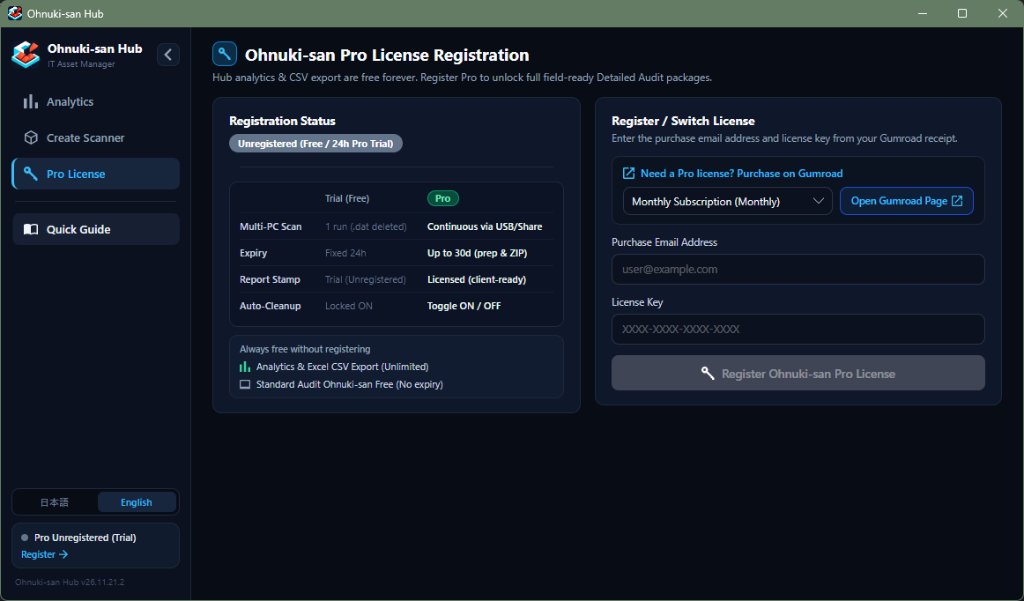 Ohnuki-san Hub
Ohnuki-san Hub
IT Asset Manager
Analytics
Create Scanner
Pro License
Quick Guide
日本語 English
Pro Unregistered (Trial)
Register →
Ohnuki-san Hub v26.11.21.2
Ohnuki-san Pro License Registration
Hub analytics & CSV export are free forever. Register Pro to unlock full field-ready Detailed Audit packages.
Registration Status
Unregistered (Free / 24h Pro Trial)
Trial (Free) Pro
Multi-PC Scan 1 run (.dat deleted) Continuous via USB/Share
Expiry Fixed 24h Up to 30d (prep & ZIP)
Report Stamp Trial (Unregistered) Licensed (client-ready)
Auto-Cleanup Locked ON Toggle ON / OFF
Always free without registering
Analytics & Excel CSV Export (Unlimited)
Standard Audit Ohnuki-san Free (No expiry)
Register / Switch License
Enter the purchase email address and license key from your Gumroad receipt.
Need a Pro license? Purchase on Gumroad
Monthly Subscription (Monthly) Open Gumroad Page
Purchase Email Address
user@example.com
License Key
XXXX-XXXX-XXXX-XXXX
Register Ohnuki-san Pro License